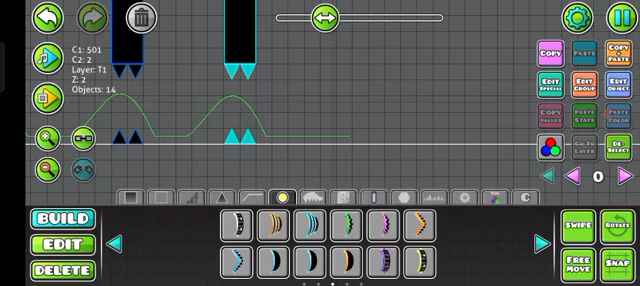 C1: 501
C2: 2
Layer: T1
Z: 2
Objects: 14
COPY
PASTE
COPY
+
PASTE
EDIT
SPECIAL
EDIT
GROUP
EDIT
OBJECT
COPY
VALUES
PASTE
STATE
PASTE
COLOR
GO TO
LAYER
DE-
SELECT
0
BUILD
EDIT
DELETE
SWIPE
ROTATE
FREE
MOVE
SNAP